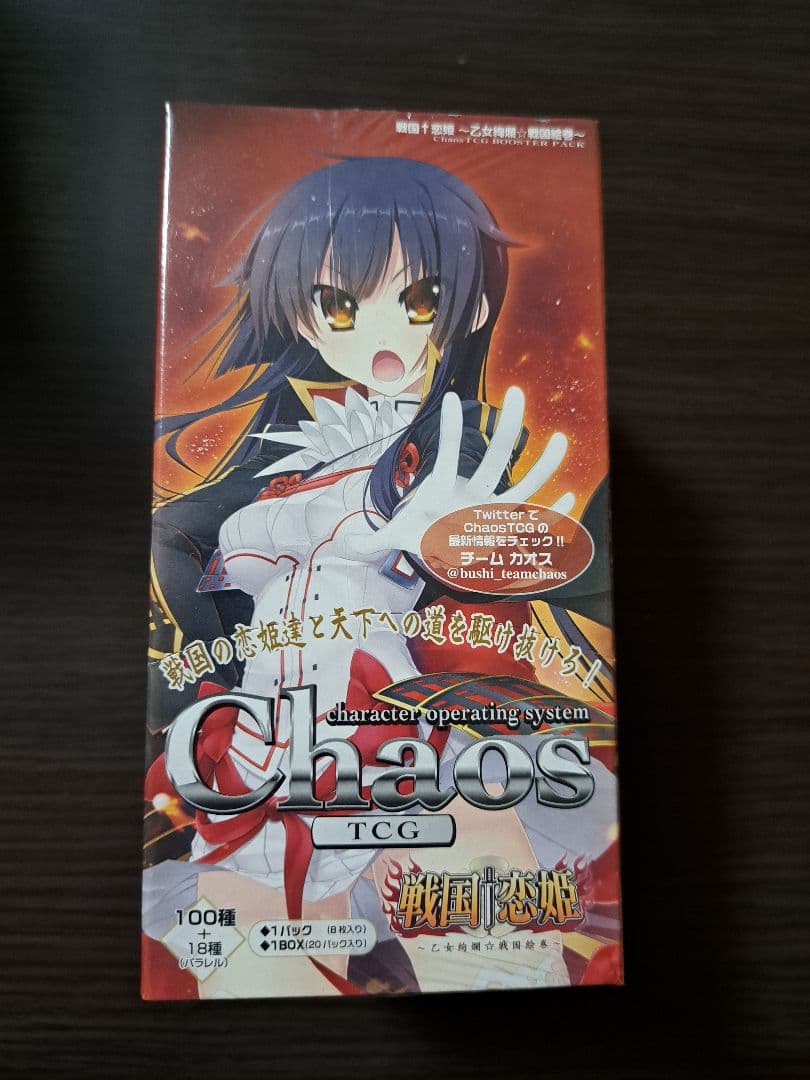 戦国†恋姫 ～乙女絢爛☆戦国絵巻～
ChaosTCG BOOSTER PACK
Twitterで
ChaosTCGの
最新情報をチェック!!
チーム カオス
@bushi_teamchaos
戦国の恋姫達と天下への道を駆け抜けろ!
character operating system
Chaos
TCG
戦国†恋姫
～乙女絢爛☆戦国絵巻～
100種
+
18種
(パラレル)
◆1パック (8枚入り)
◆1BOX(20パック入り)